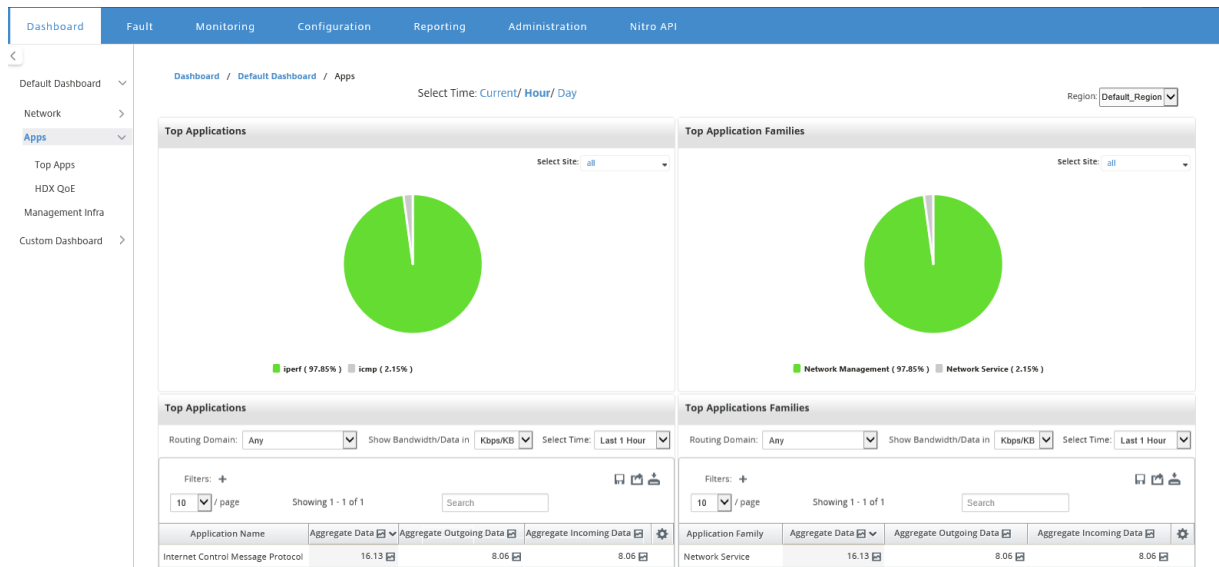 Dashboard Fault Monitoring Configuration Reporting Administration Nitro API
Default Dashboard
Network
Apps
Top Apps
HDX QoE
Management Infra
Custom Dashboard
Dashboard / Default Dashboard / Apps
Select Time: Current/ Hour/ Day
Region: Default_Region
Top Applications
Select Site: all
iperf ( 97.85% ) icmp ( 2.15% )
Top Application Families
Select Site: all
Network Management ( 97.85% ) Network Service ( 2.15% )
Top Applications
Routing Domain: Any Show Bandwidth/Data in Kbps/KB Select Time: Last 1 Hour
Filters: +
10 / page Showing 1 - 1 of 1 Search
Application Name Aggregate Data Aggregate Outgoing Data Aggregate Incoming Data
Internet Control Message Protocol 16.13 8.06 8.06
Top Applications Families
Routing Domain: Any Show Bandwidth/Data in Kbps/KB Select Time: Last 1 Hour
Filters: +
10 / page Showing 1 - 1 of 1 Search
Application Family Aggregate Data Aggregate Outgoing Data Aggregate Incoming Data
Network Service 16.13 8.06 8.06